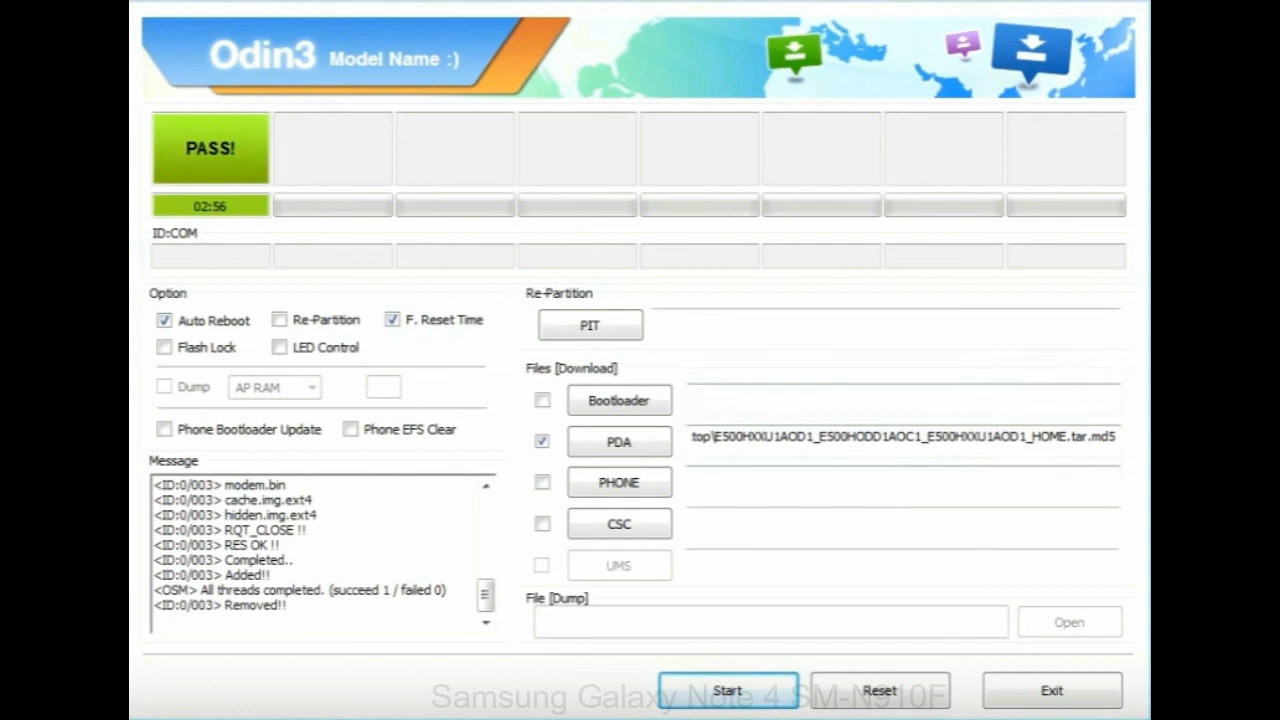 Odin3 Model Name :)
PASS!
02:56
ID:COM
Option
Auto Reboot Re-Partition F. Reset Time
Flash Lock LED Control
Dump AP RAM
Phone Bootloader Update Phone EFS Clear
Message
<ID:0/003> modem.bin
<ID:0/003> cache.img.ext4
<ID:0/003> hidden.img.ext4
<ID:0/003> RQT_CLOSE !!
<ID:0/003> RES OK !!
<ID:0/003> Completed..
<ID:0/003> Added!!
<OSM> All threads completed. (succeed 1 / failed 0)
<ID:0/003> Removed!!
Re-Partition
PIT
Files [Download]
Bootloader
PDA top\E500HXXU1AOD1_E500HODD1AOC1_E500HXXU1AOD1_HOME.tar.md5
PHONE
CSC
UMS
File [Dump]
Open
Start Reset Exit
Samsung Galaxy Note 4 SM-N910F